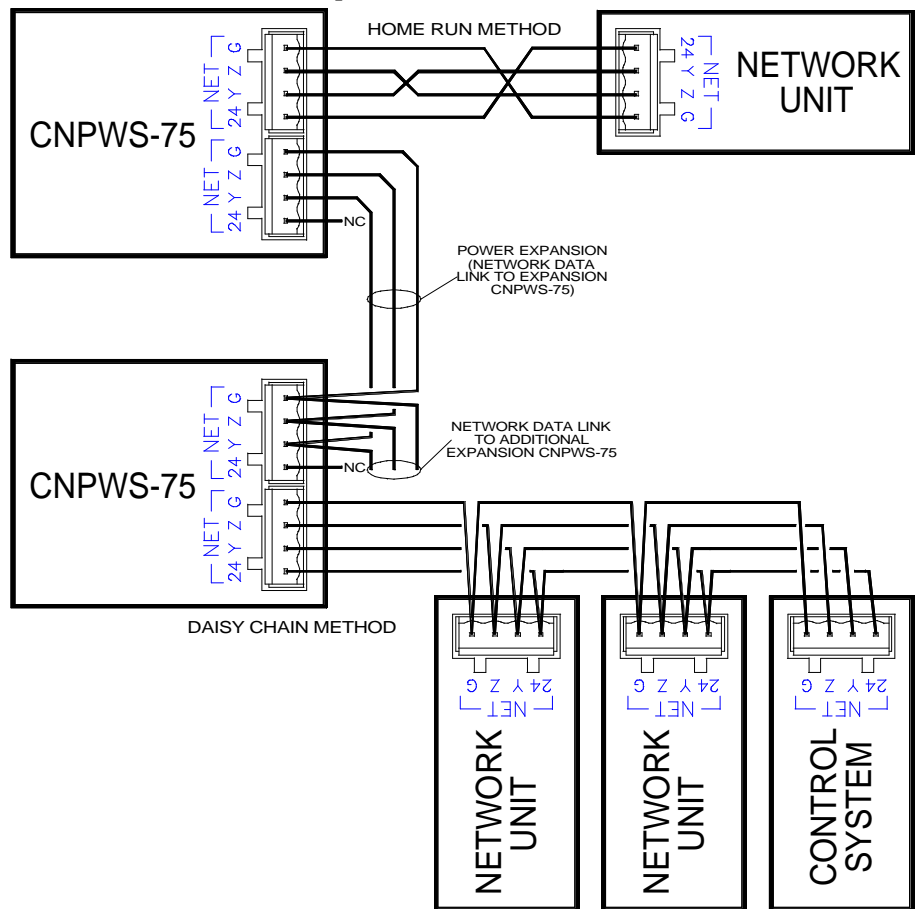 HOME RUN METHOD
CNPWS-75
NET
24 Y Z G
NET
24 Y Z G
NC
24 Y Z G
NET
NETWORK
UNIT
POWER EXPANSION
(NETWORK DATA
LINK TO EXPANSION
CNPWS-75)
CNPWS-75
NET
24 Y Z G
NET
24 Y Z G
NC
NETWORK DATA LINK
TO ADDITIONAL
EXPANSION CNPWS-75
DAISY CHAIN METHOD
24 Y Z G
NET
NETWORK
UNIT
24 Y Z G
NET
NETWORK
UNIT
24 Y Z G
NET
CONTROL
SYSTEM